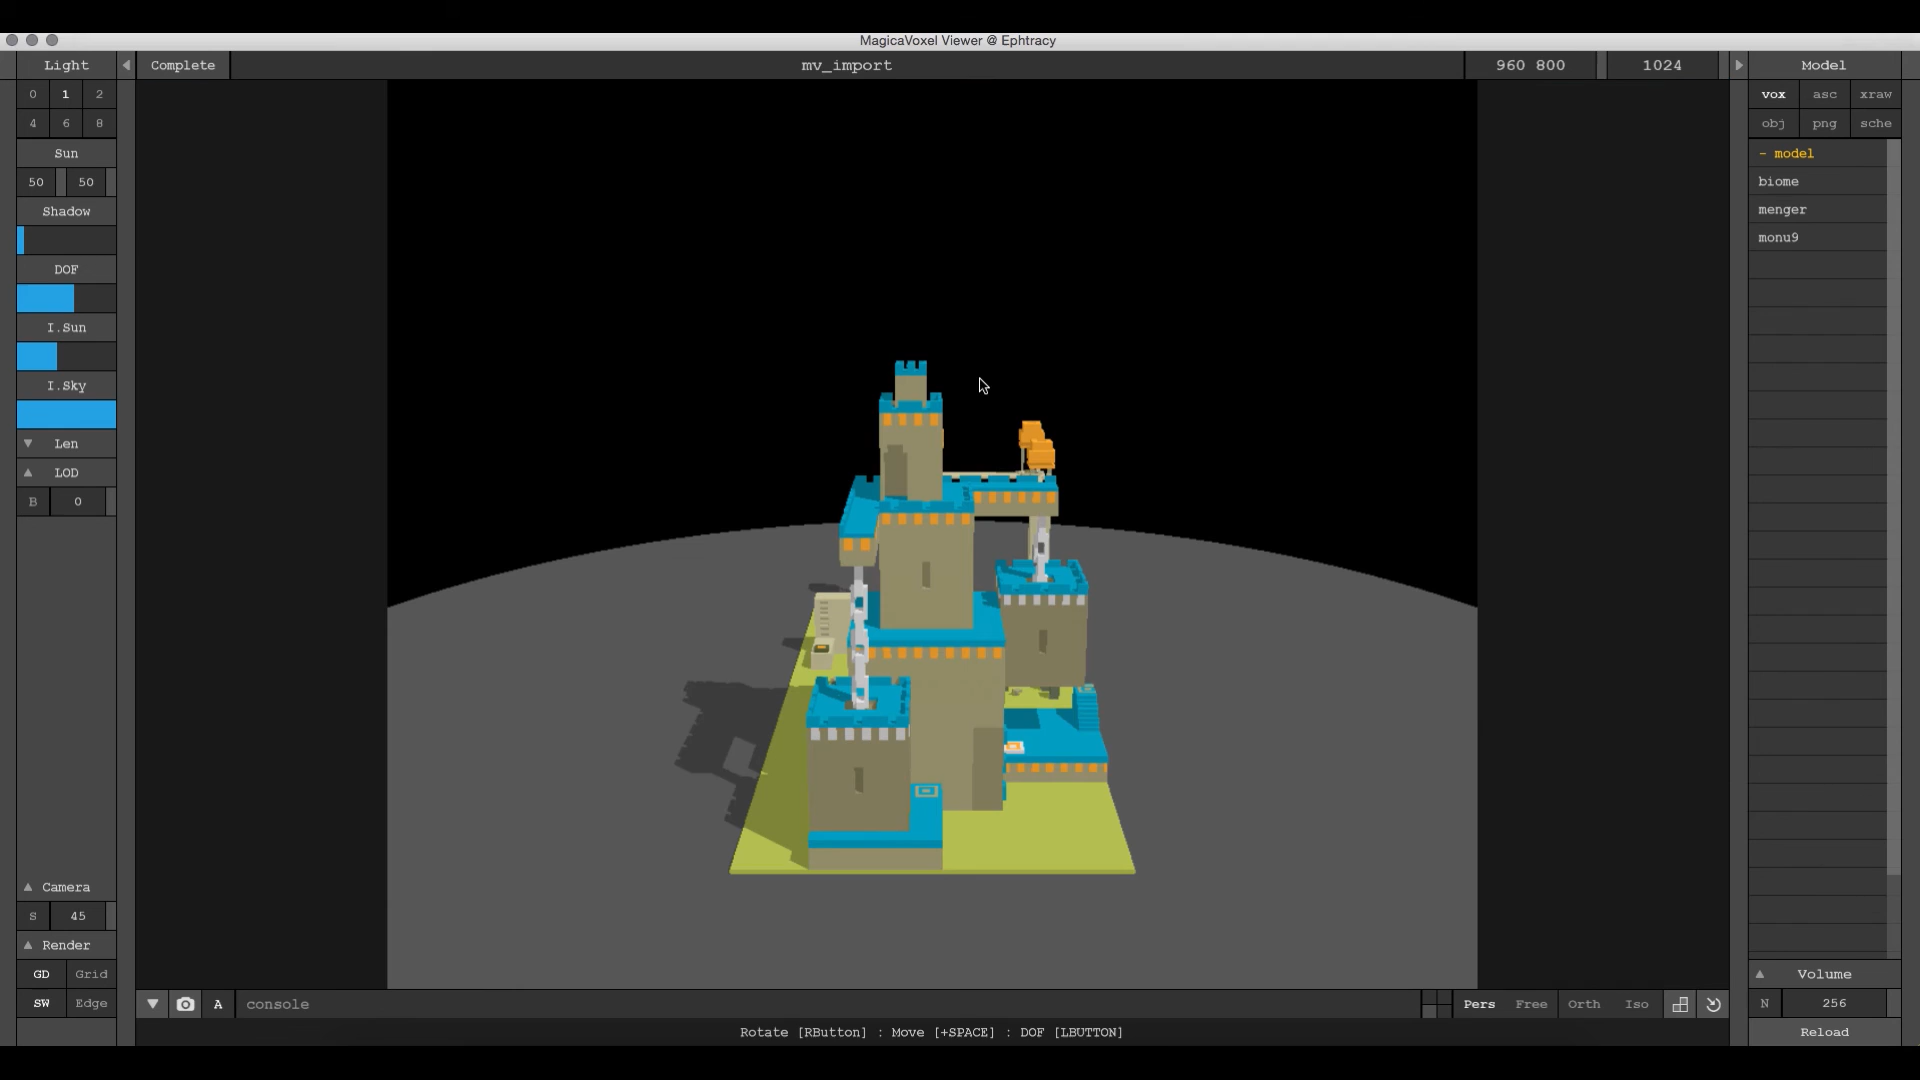 MagicaVoxel Viewer @ Ephtracy
Light
Complete
mv_import
960 800
1024
Model
0 1 2
4 6 8
Sun
50 50
Shadow
DOF
I.Sun
I.Sky
Len
LOD
B 0
Camera
S 45
Render
GD Grid
SW Edge
vox asc xraw
obj png sche
- model
biome
menger
monu9
Volume
N 256
Reload
A console
Pers Free Orth Iso
Rotate [RButton] : Move [+SPACE] : DOF [LBUTTON]